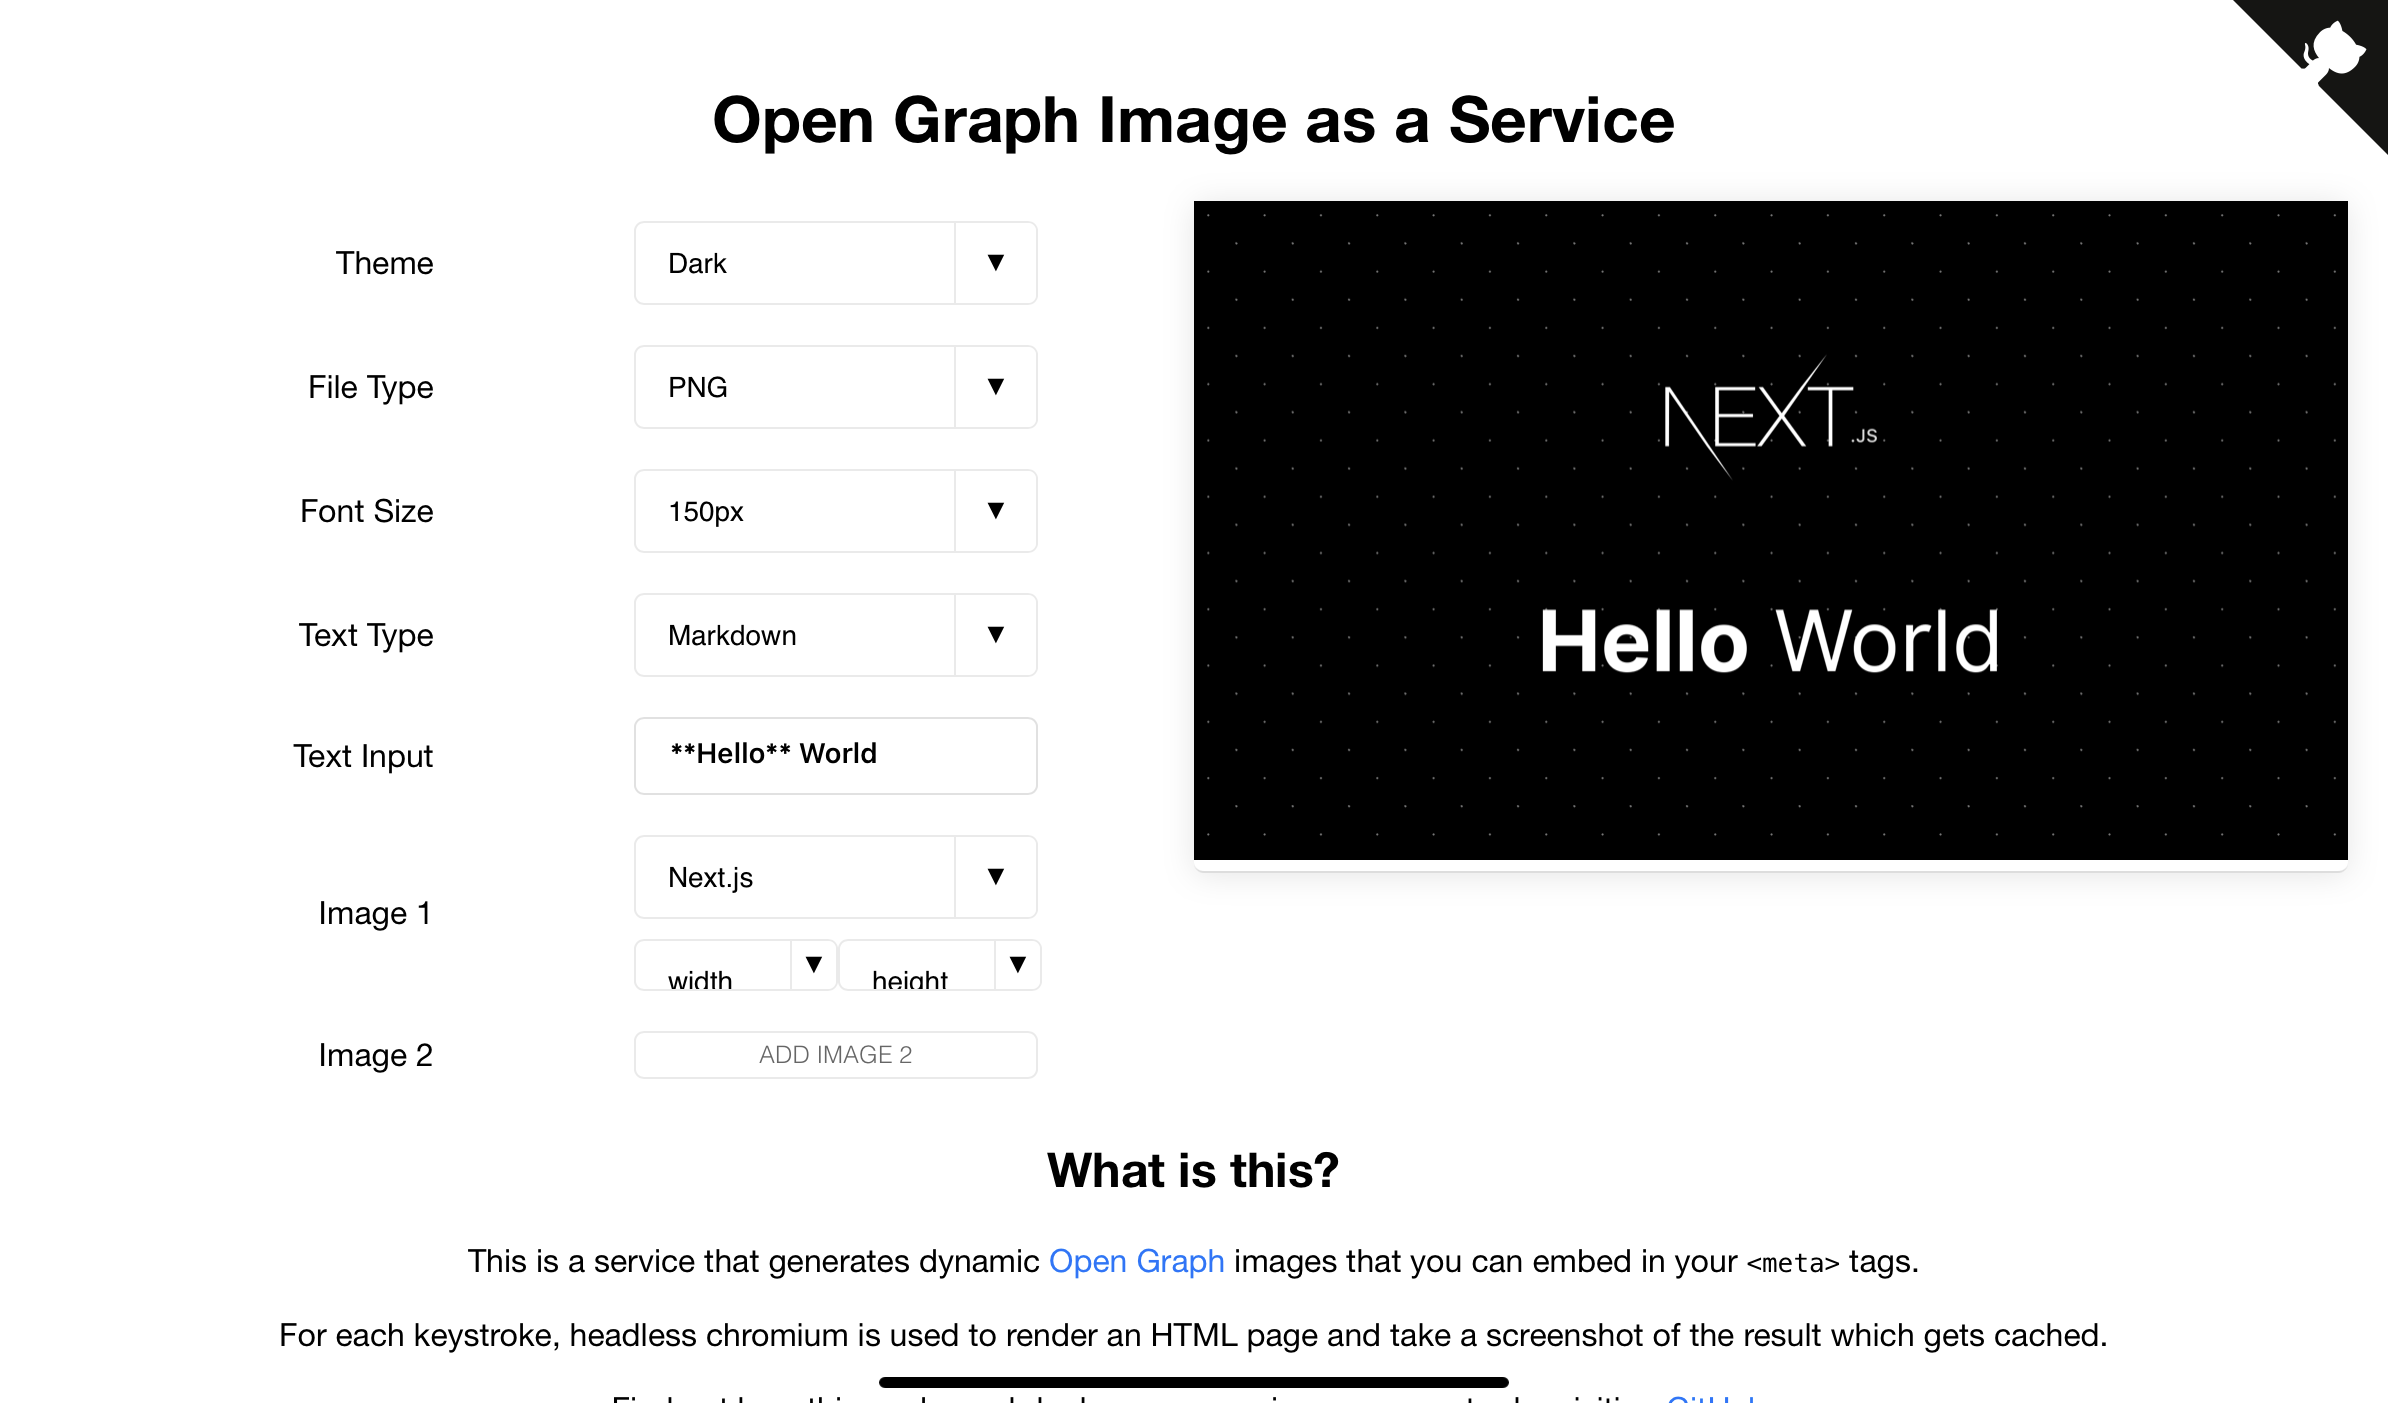 Open Graph Image as a Service
Theme
Dark
File Type
PNG
Font Size
150px
Text Type
Markdown
Text Input
**Hello** World
Image 1
Next.js
width
height
Image 2
ADD IMAGE 2
NEXT.JS
Hello World
What is this?
This is a service that generates dynamic Open Graph images that you can embed in your <meta> tags.
For each keystroke, headless chromium is used to render an HTML page and take a screenshot of the result which gets cached.
GitHub